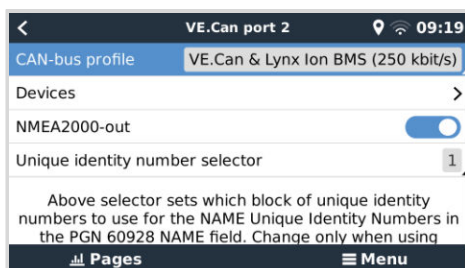 VE.Can port 2 09:19
CAN-bus profile VE.Can & Lynx Ion BMS (250 kbit/s)
Devices
NMEA2000-out
Unique identity number selector 1
Above selector sets which block of unique identity
numbers to use for the NAME Unique Identity Numbers in
the PGN 60928 NAME field. Change only when using
Pages Menu